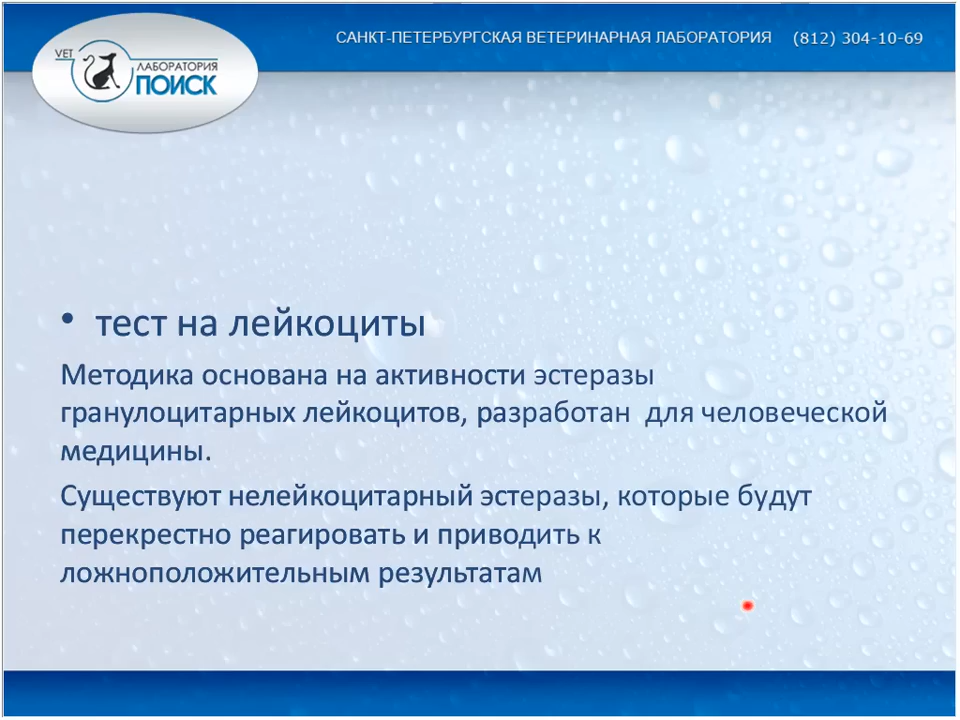 САНКТ-ПЕТЕРБУРГСКАЯ ВЕТЕРИНАРНАЯ ЛАБОРАТОРИЯ (812) 304-10-69
VET
ЛАБОРАТОРИЯ
ПОИСК
• тест на лейкоциты
Методика основана на активности эстеразы
гранулоцитарных лейкоцитов, разработан для человеческой
медицины.
Существуют нелейкоцитарный эстеразы, которые будут
перекрестно реагировать и приводить к
ложноположительным результатам